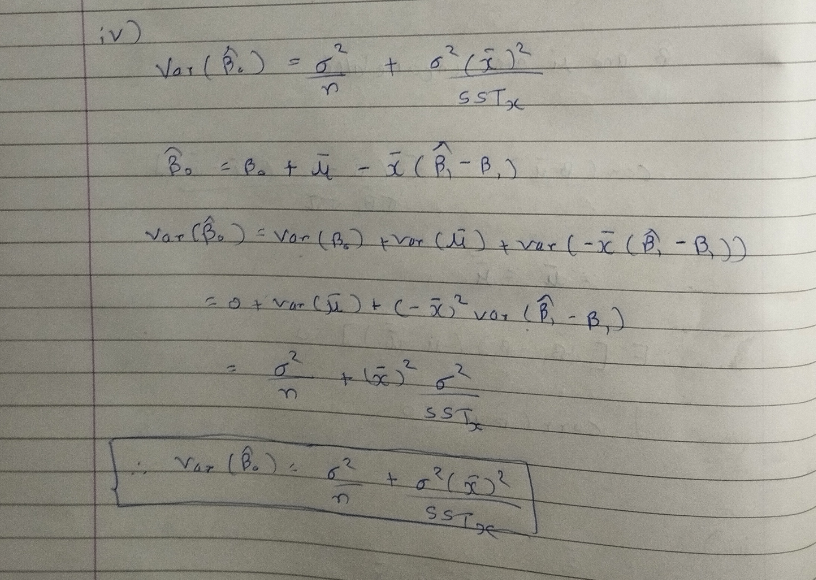 iv)
Var(β̂₀) = σ²/n + σ²(x̄)²/SSTₓ
β̂₀ = β₀ + ū - x̄(β̂₁ - β₁)
Var(β̂₀) = Var(β₀) + Var(ū) + Var(-x̄(β̂₁ - β₁))
= 0 + Var(ū) + (-x̄)² Var(β̂₁ - β₁)
= σ²/n + (x̄)² σ²/SSTₓ
∴ Var(β̂₀) = σ²/n + σ²(x̄)²/SSTₓ